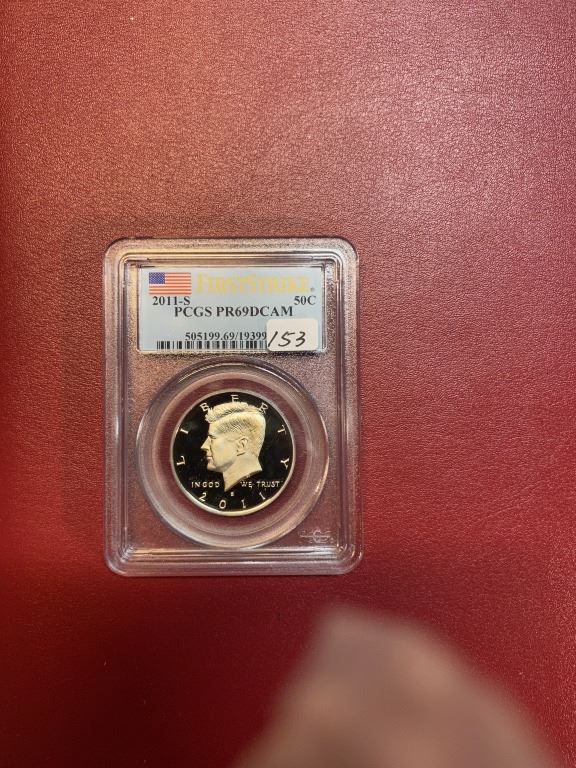 FIRSTSTRIKE®
2011-S 50C
PCGS PR69DCAM
505199.69/19399
153
LIBERTY
IN GOD WE TRUST
S
2011